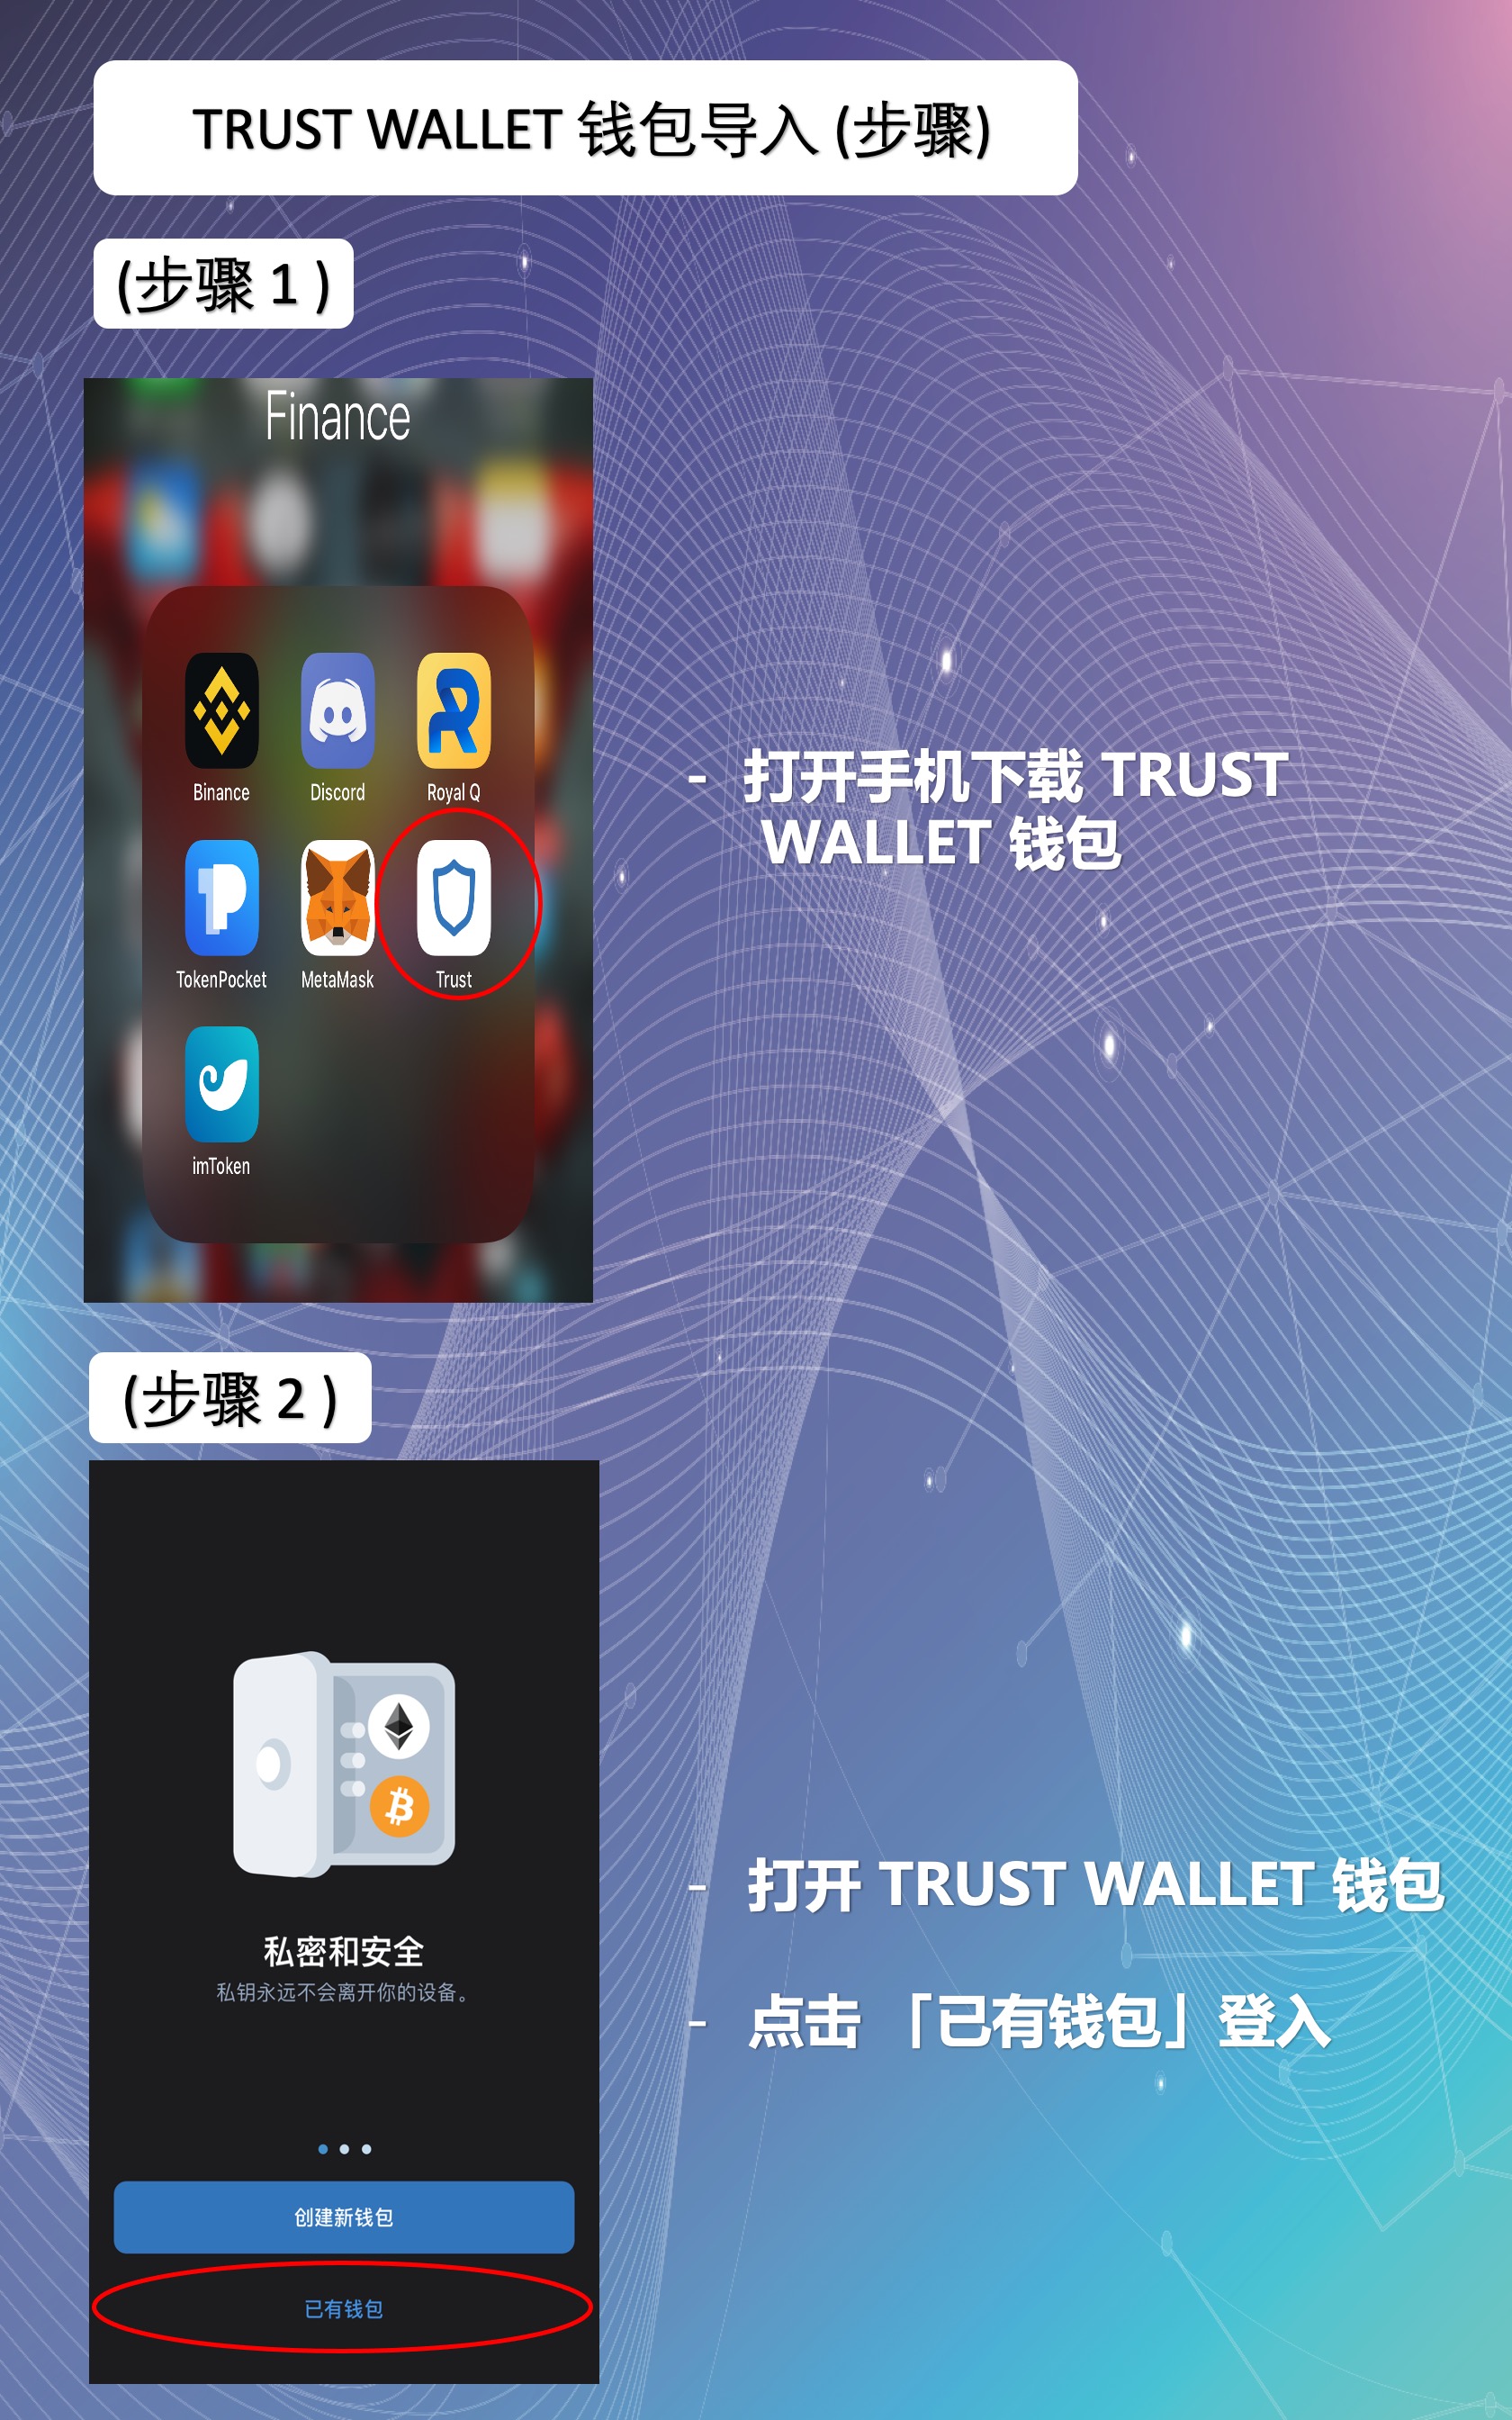 TRUST WALLET 钱包导入 (步骤)
(步骤 1 )
Finance
Binance
Discord
Royal Q
TokenPocket
MetaMask
Trust
imToken
- 打开手机下载 TRUST
WALLET 钱包
(步骤 2 )
私密和安全
私钥永远不会离开你的设备。
创建新钱包
已有钱包
- 打开 TRUST WALLET 钱包
- 点击 「已有钱包」登入